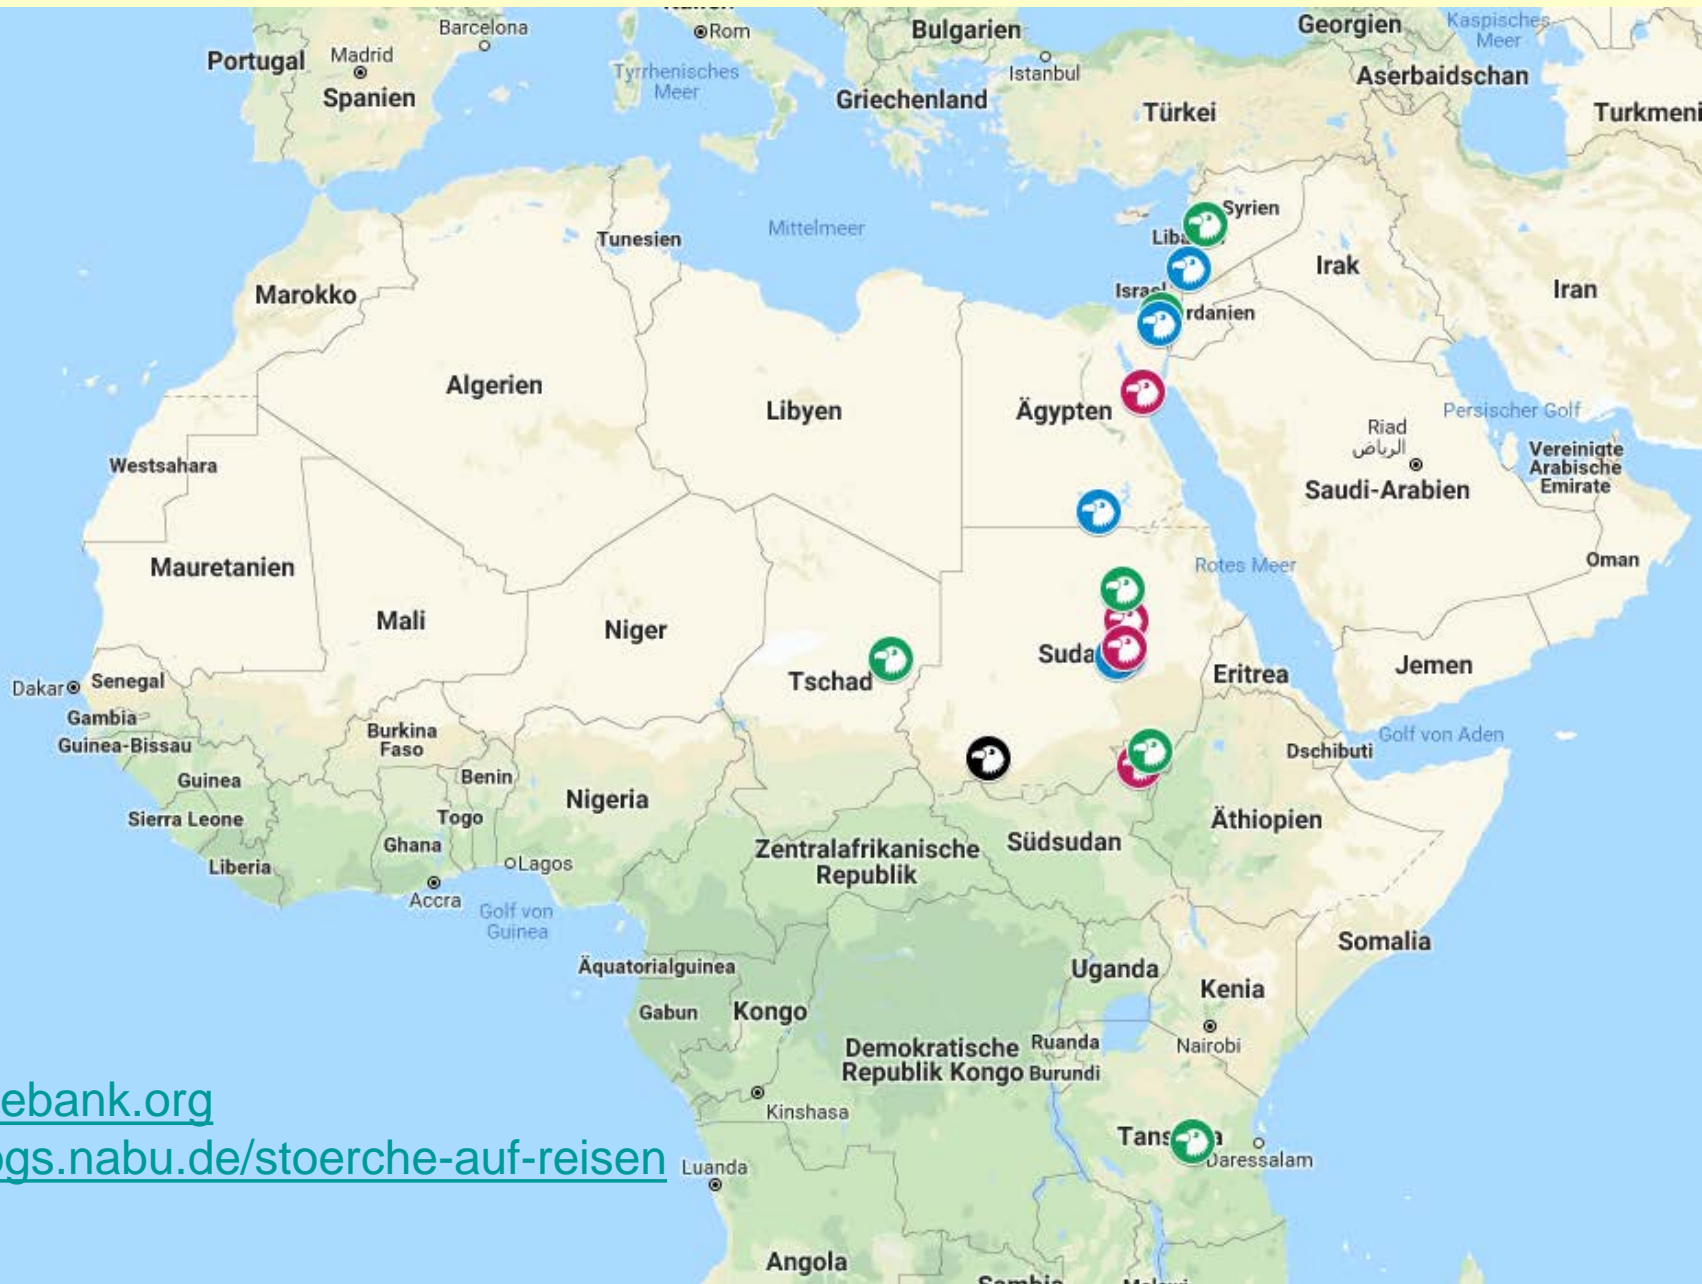 Barcelona
Rom
Bulgarien
Georgien
Kaspisches
Meer
Portugal
Madrid
Spanien
Tyrrhenisches
Meer
Istanbul
Griechenland
Türkei
Aserbaidschan
Turkmeni
Mittelmeer
Syrien
Tunesien
Marokko
Israel
rdanien
Irak
Iran
Algerien
Libyen
Ägypten
Riad
الرياض
Saudi-Arabien
Persischer Golf
Vereinigte
Arabische
Emirate
Westsahara
Mauretanien
Mali
Niger
Tschad
Suda
Rotes Meer
Oman
Eritrea
Jemen
Dakar
Senegal
Gambia
Guinea-Bissau
Burkina
Faso
Golf von Aden
Dschibuti
Guinea
Benin
Nigeria
Sierra Leone
Togo
Ghana
Äthiopien
Südsudan
Zentralafrikanische
Republik
Liberia
Lagos
Accra
Golf von
Guinea
Somalia
Äquatorialguinea
Uganda
Kenia
Gabun
Kongo
Nairobi
Demokratische
Republik Kongo
Ruanda
Burundi
Kinshasa
Tans
a
Daressalam
ebank.org
ogs.nabu.de/stoerche-auf-reisen
Luanda
Angola